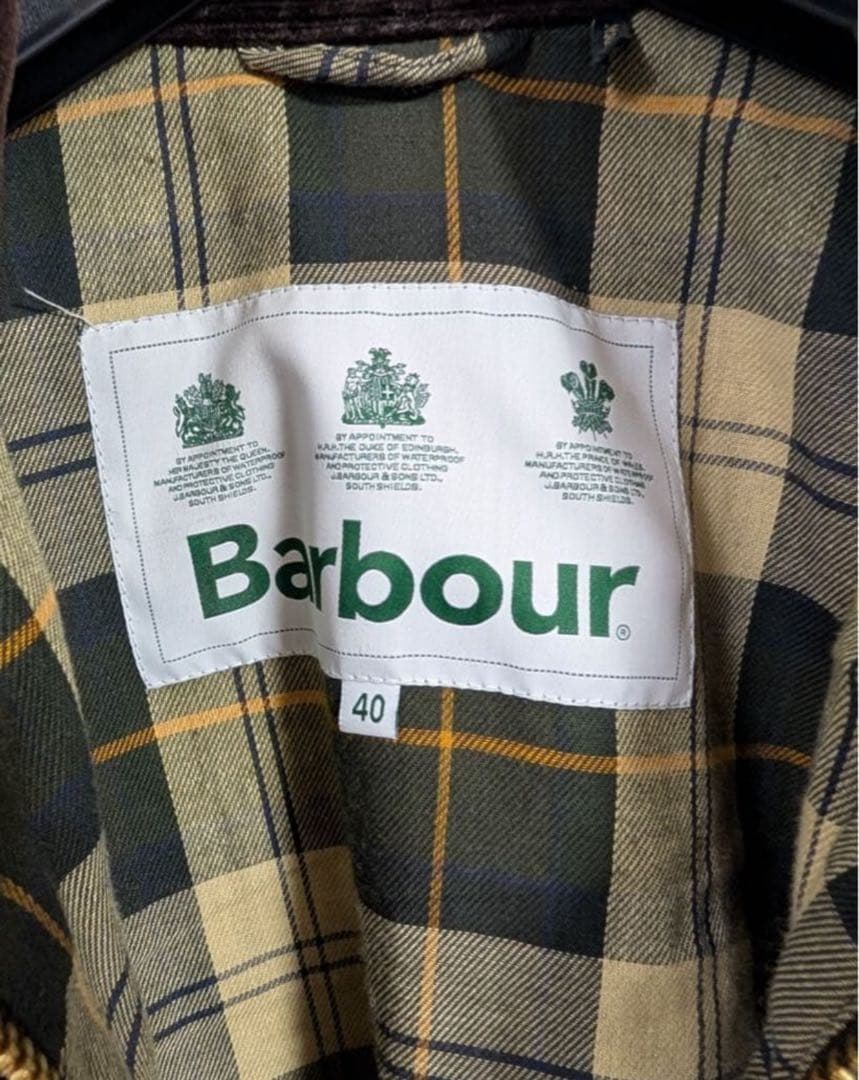 BY APPOINTMENT TO
HER MAJESTY THE QUEEN.
MANUFACTURERS OF WATERPROOF
AND PROTECTIVE CLOTHING
J.BARBOUR & SONS LTD.,
SOUTH SHIELDS.
BY APPOINTMENT TO
H.R.H. THE DUKE OF EDINBURGH.
MANUFACTURERS OF WATERPROOF
AND PROTECTIVE CLOTHING
J.BARBOUR & SONS LTD.,
SOUTH SHIELDS.
BY APPOINTMENT TO
H.R.H. THE PRINCE OF WALES.
MANUFACTURERS OF WATERPROOF
AND PROTECTIVE CLOTHING
J.BARBOUR & SONS LTD.,
SOUTH SHIELDS.
Barbour®
40